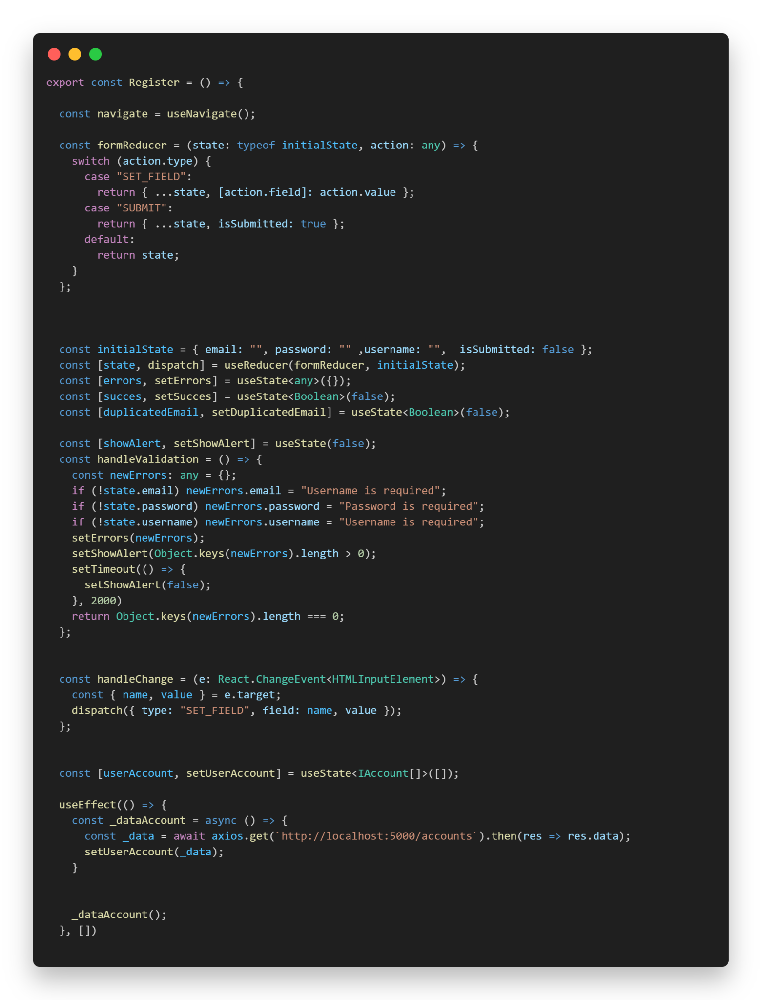 export const Register = () => {
const navigate = useNavigate();
const formReducer = (state: typeof initialState, action: any) => {
switch (action.type) {
case "SET_FIELD":
return { ...state, [action.field]: action.value };
case "SUBMIT":
return { ...state, isSubmitted: true };
default:
return state;
}
};
const initialState = { email: "", password: "" ,username: "",  isSubmitted: false };
const [state, dispatch] = useReducer(formReducer, initialState);
const [errors, setErrors] = useState<any>({});
const [succes, setSucces] = useState<Boolean>(false);
const [duplicatedEmail, setDuplicatedEmail] = useState<Boolean>(false);
const [showAlert, setShowAlert] = useState(false);
const handleValidation = () => {
const newErrors: any = {};
if (!state.email) newErrors.email = "Username is required";
if (!state.password) newErrors.password = "Password is required";
if (!state.username) newErrors.username = "Username is required";
setErrors(newErrors);
setShowAlert(Object.keys(newErrors).length > 0);
setTimeout(() => {
setShowAlert(false);
}, 2000)
return Object.keys(newErrors).length === 0;
};
const handleChange = (e: React.ChangeEvent<HTMLInputElement>) => {
const { name, value } = e.target;
dispatch({ type: "SET_FIELD", field: name, value });
};
const [userAccount, setUserAccount] = useState<IAccount[]>([]);
useEffect(() => {
const _dataAccount = async () => {
const _data = await axios.get(`http://localhost:5000/accounts`).then(res => res.data);
setUserAccount(_data);
}
_dataAccount();
}, [])